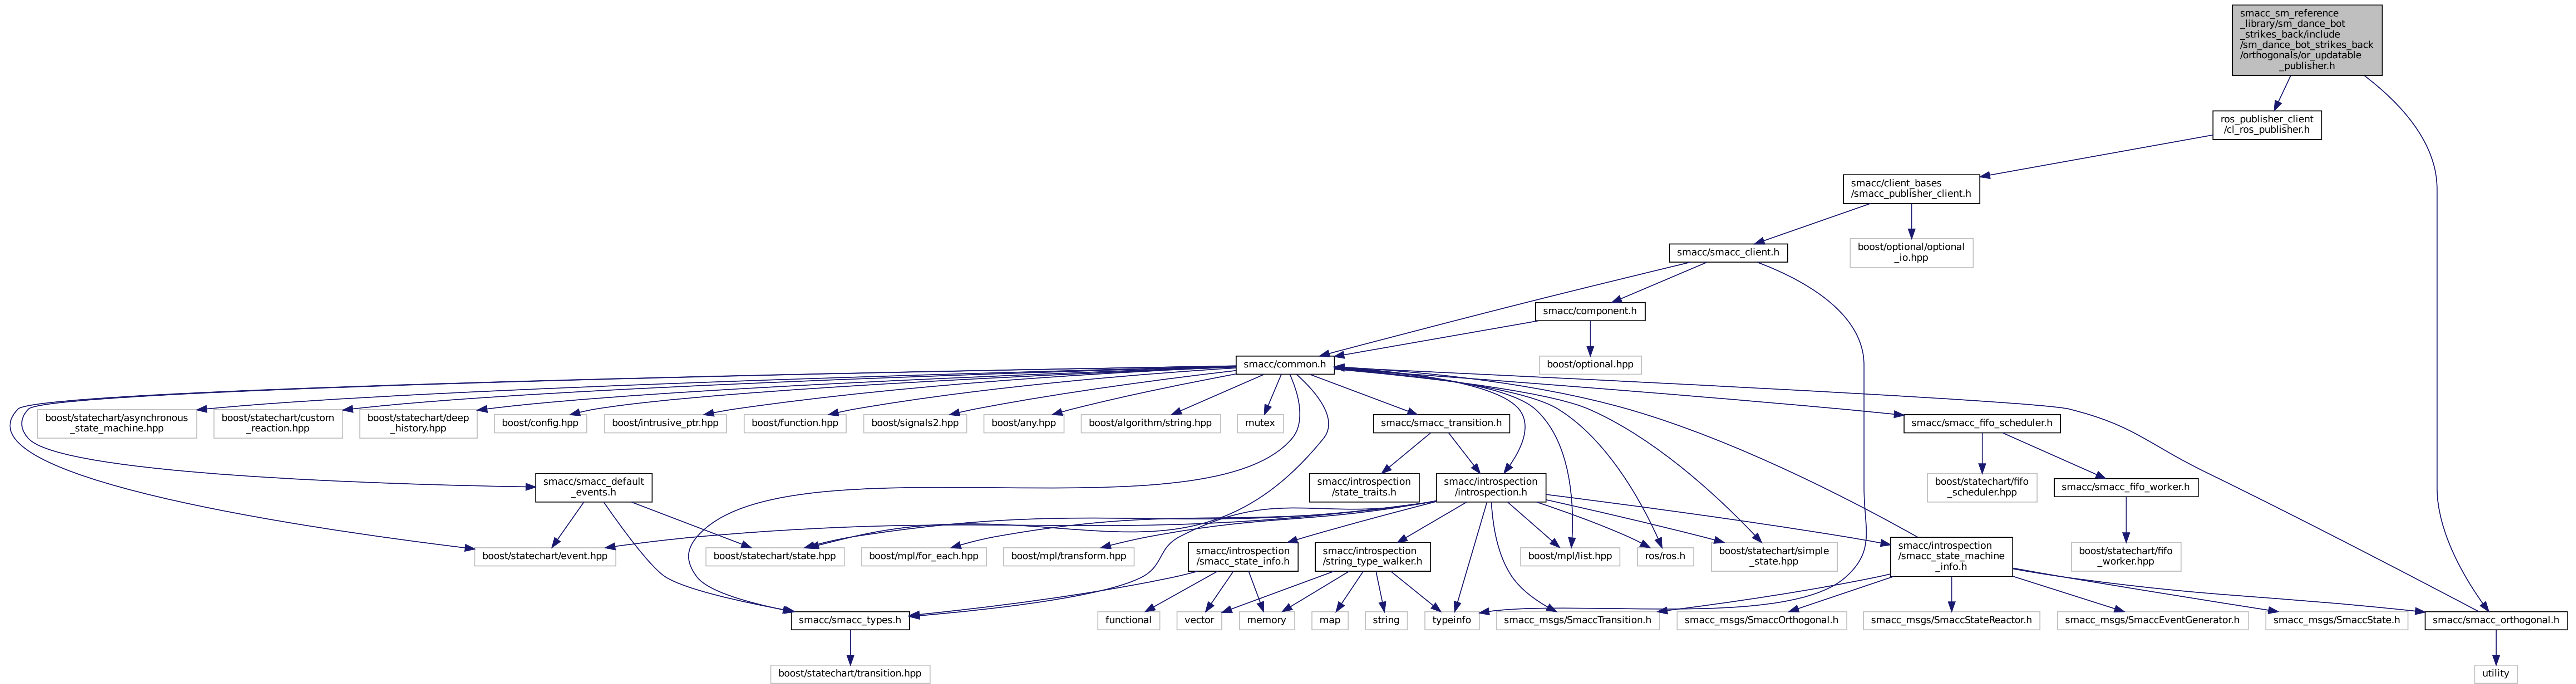 smacc_sm_reference
_library/sm_dance_bot
_strikes_back/include
/sm_dance_bot_strikes_back
/orthogonals/or_updatable
_publisher.h
ros_publisher_client
/cl_ros_publisher.h
smacc/client_bases
/smacc_publisher_client.h
smacc/smacc_client.h
boost/optional/optional
_io.hpp
smacc/component.h
smacc/common.h
boost/optional.hpp
boost/statechart/asynchronous
_state_machine.hpp
boost/statechart/custom
_reaction.hpp
boost/statechart/deep
_history.hpp
boost/config.hpp
boost/intrusive_ptr.hpp
boost/function.hpp
boost/signals2.hpp
boost/any.hpp
boost/algorithm/string.hpp
mutex
smacc/smacc_transition.h
smacc/smacc_fifo_scheduler.h
smacc/smacc_default
_events.h
smacc/introspection
/state_traits.h
smacc/introspection
/introspection.h
boost/statechart/fifo
_scheduler.hpp
smacc/smacc_fifo_worker.h
boost/statechart/event.hpp
boost/statechart/state.hpp
boost/mpl/for_each.hpp
boost/mpl/transform.hpp
smacc/introspection
/smacc_state_info.h
smacc/introspection
/string_type_walker.h
boost/mpl/list.hpp
ros/ros.h
boost/statechart/simple
_state.hpp
smacc/introspection
/smacc_state_machine
_info.h
boost/statechart/fifo
_worker.hpp
smacc/smacc_types.h
functional
vector
memory
map
string
typeinfo
smacc_msgs/SmaccTransition.h
smacc_msgs/SmaccOrthogonal.h
smacc_msgs/SmaccStateReactor.h
smacc_msgs/SmaccEventGenerator.h
smacc_msgs/SmaccState.h
smacc/smacc_orthogonal.h
boost/statechart/transition.hpp
utility